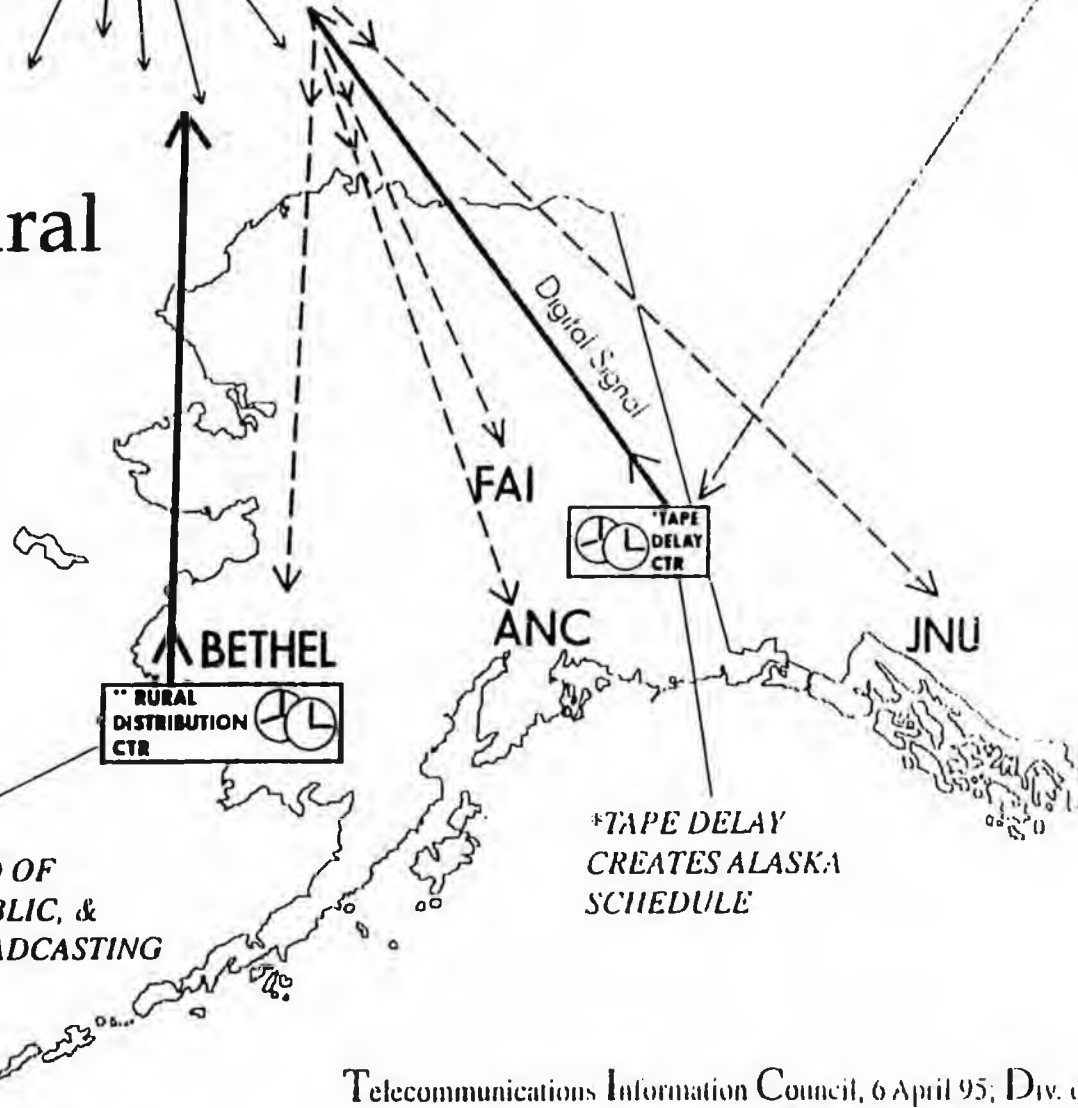 ral
Digital Signal
FAI
'TAPE
DELAY
CTR
ANC
JNU
BETHEL
** RURAL
DISTRIBUTION
CTR
*TAPE DELAY
CREATES ALASKA
SCHEDULE
OF
BLIC, &
ADCASTING
Telecommunications Information Council, 6 April 95; Div.